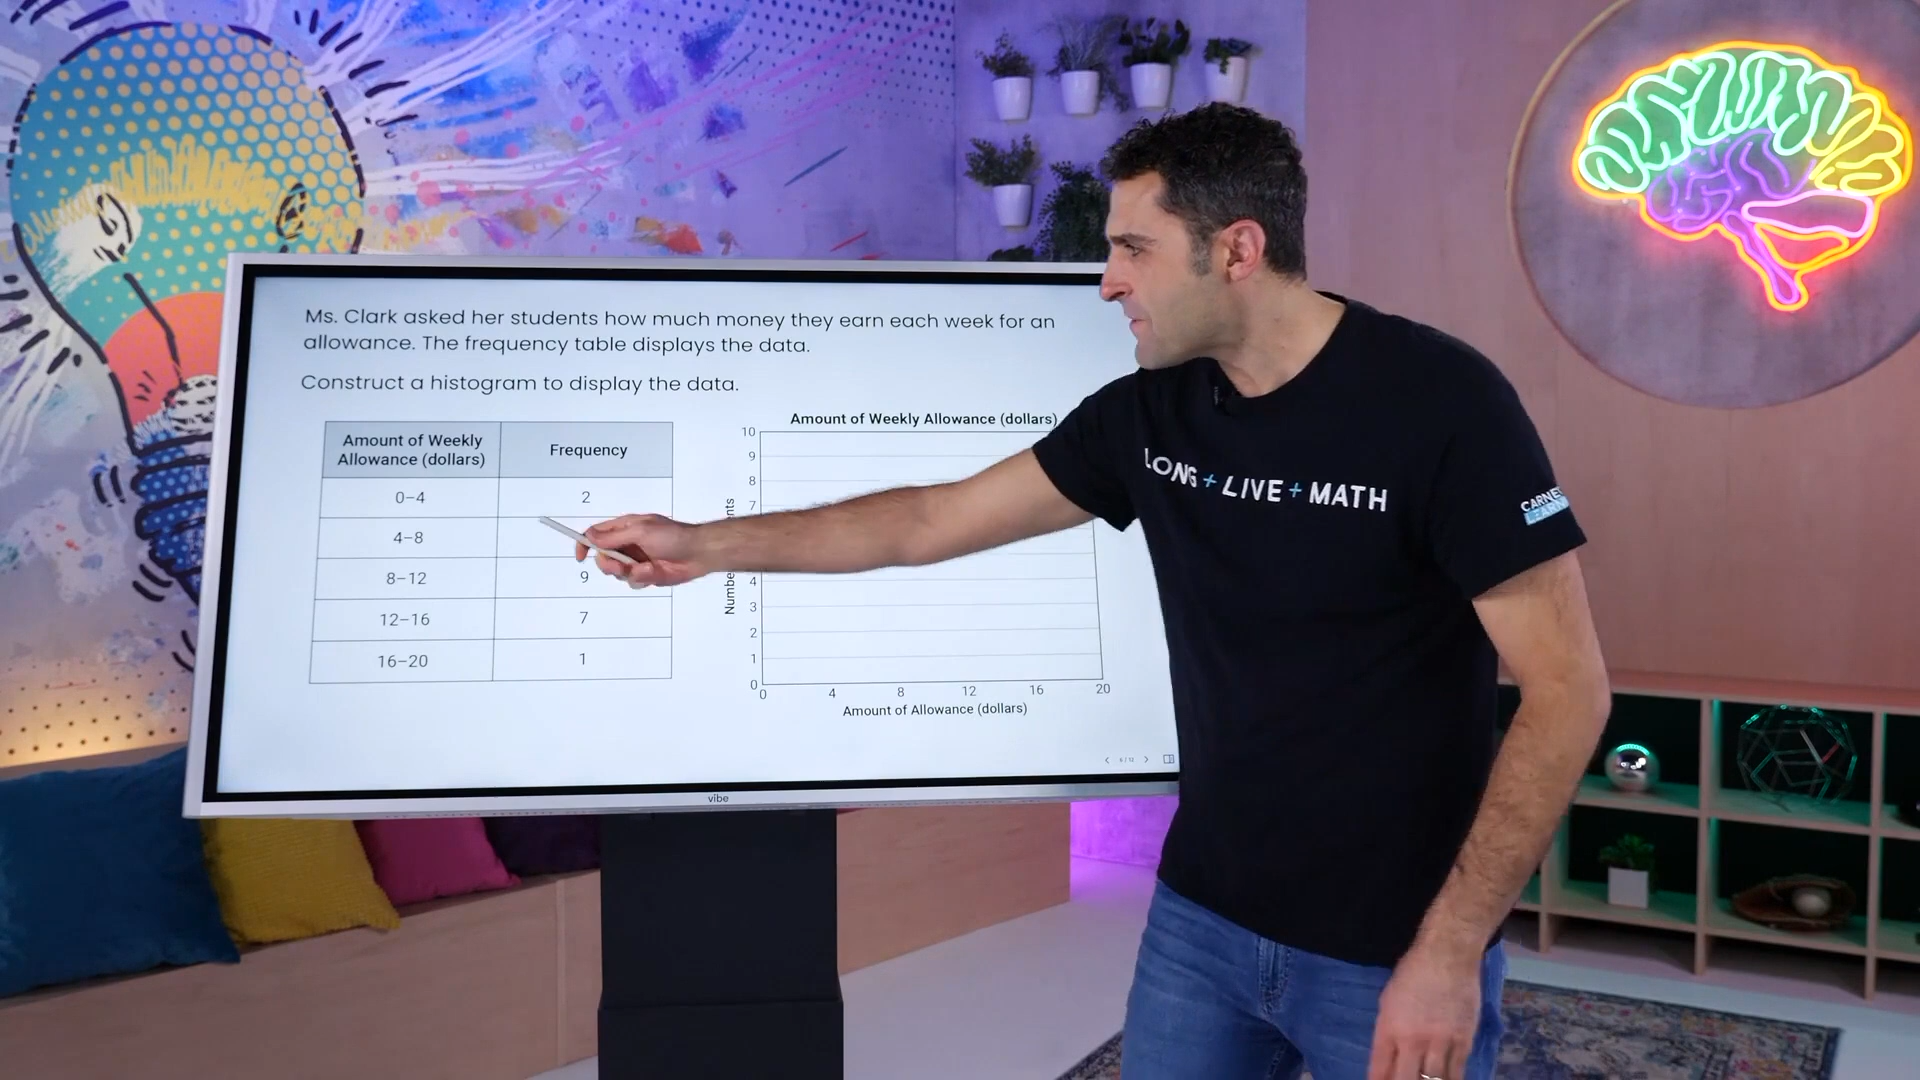 Ms. Clark asked her students how much money they earn each week for an
allowance. The frequency table displays the data.
Construct a histogram to display the data.
Amount of Weekly
Allowance (dollars)
Frequency
0–4
2
4–8
8–12
9
12–16
7
16–20
1
Amount of Weekly Allowance (dollars)
10
9
8
7
4
3
2
1
0
0
4
8
12
16
20
Amount of Allowance (dollars)
vibe
LONG + LIVE + MATH